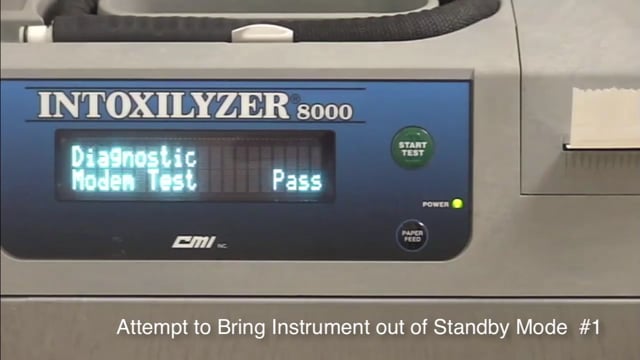 INTOXILYZER® 8000
Diagnostic
Modem Test Pass
START
TEST
POWER
PAPER
FEED
CMI INC.
Attempt to Bring Instrument out of Standby Mode #1